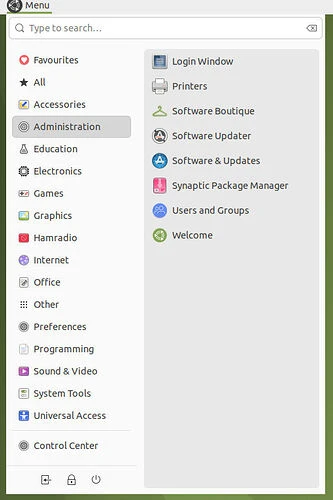 Menu
Type to search...
Favourites
All
Accessories
Administration
Education
Electronics
Games
Graphics
Hamradio
Internet
Office
Other
Preferences
Programming
Sound & Video
System Tools
Universal Access
Control Center
Login Window
Printers
Software Boutique
Software Updater
Software & Updates
Synaptic Package Manager
Users and Groups
Welcome